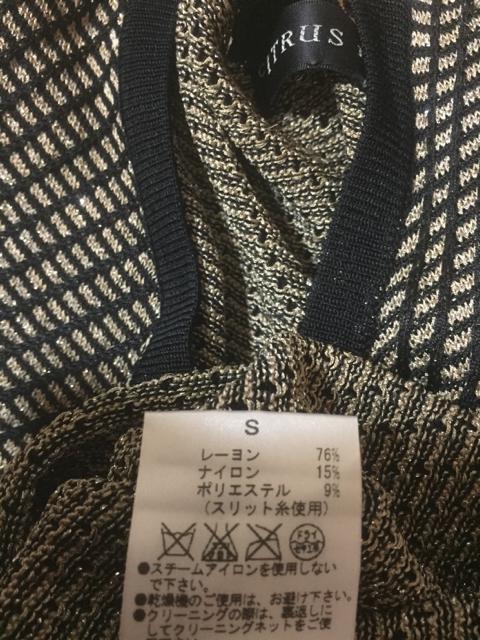 CITRUS
S
レーヨン 76%
ナイロン 15%
ポリエステル 9%
(スリット糸使用)
ドライ
●スチームアイロンを使用しない
で下さい。
●乾燥機のご使用は、お避け下さい。
●クリーニングの際は、裏返しに
してクリーニングネットをご使